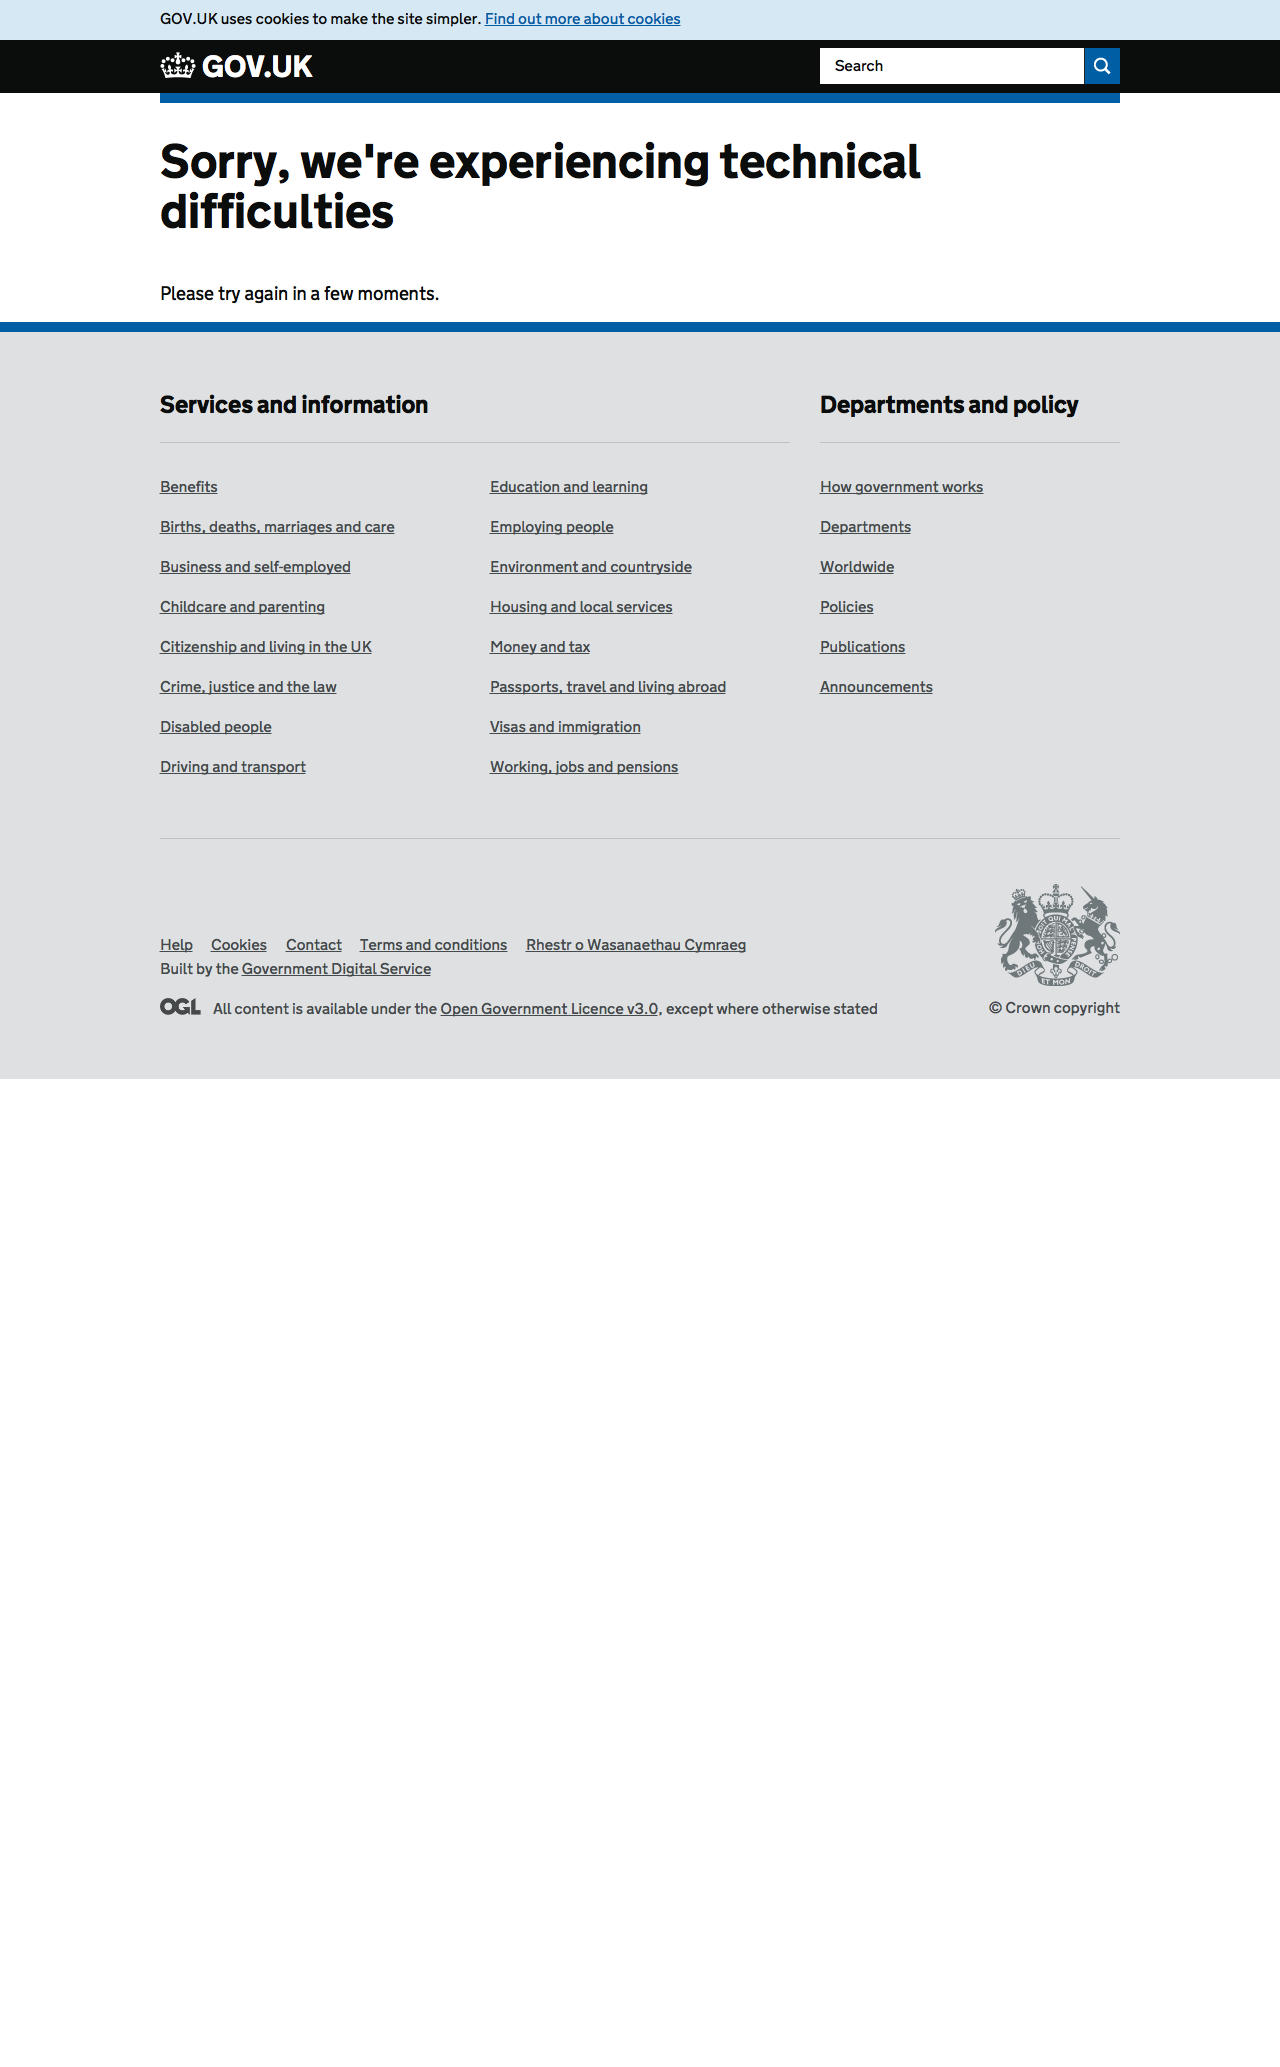 GOV.UK uses cookies to make the site simpler. Find out more about cookies
GOV.UK
Search
Sorry, we're experiencing technical
difficulties
Please try again in a few moments.
Services and information
Benefits
Births, deaths, marriages and care
Business and self-employed
Childcare and parenting
Citizenship and living in the UK
Crime, justice and the law
Disabled people
Driving and transport
Education and learning
Employing people
Environment and countryside
Housing and local services
Money and tax
Passports, travel and living abroad
Visas and immigration
Working, jobs and pensions
Departments and policy
How government works
Departments
Worldwide
Policies
Publications
Announcements
Help Cookies Contact Terms and conditions Rhestr o Wasanaethau Cymraeg
Built by the Government Digital Service
OGL All content is available under the Open Government Licence v3.0, except where otherwise stated
DIEU ET MON DROIT
© Crown copyright